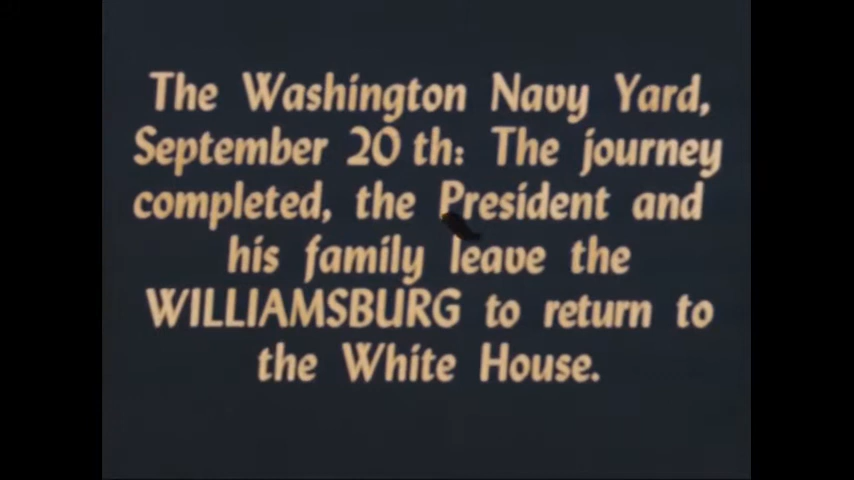 The Washington Navy Yard,
September 20 th: The journey
completed, the President and
his family leave the
WILLIAMSBURG to return to
the White House.